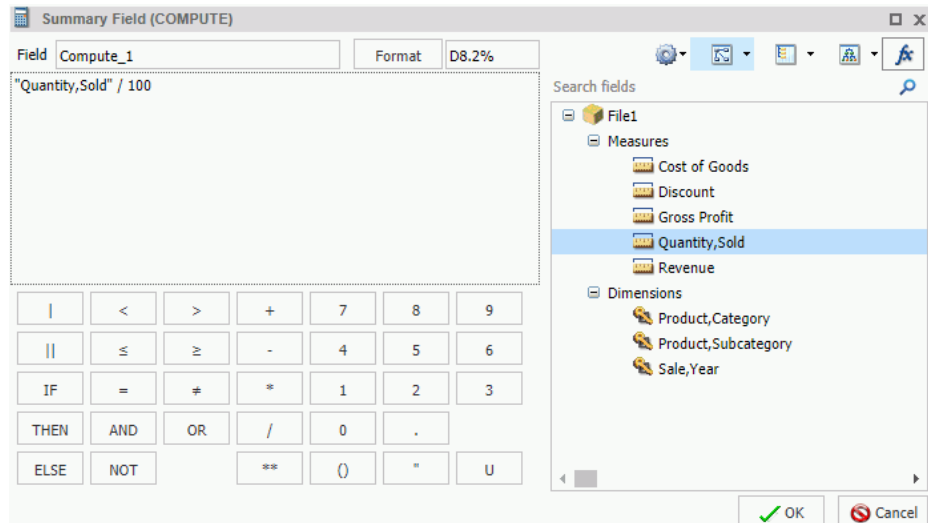 Summary Field (COMPUTE)
Field Compute_1 Format D8.2% fx
"Quantity,Sold" / 100
Search fields
File1
Measures
Cost of Goods
Discount
Gross Profit
Quantity,Sold
Revenue
Dimensions
Product,Category
Product,Subcategory
Sale,Year
| < > + 7 8 9
|| ≤ ≥ - 4 5 6
IF = ≠ * 1 2 3
THEN AND OR / 0 .
ELSE NOT ** () " U
OK Cancel